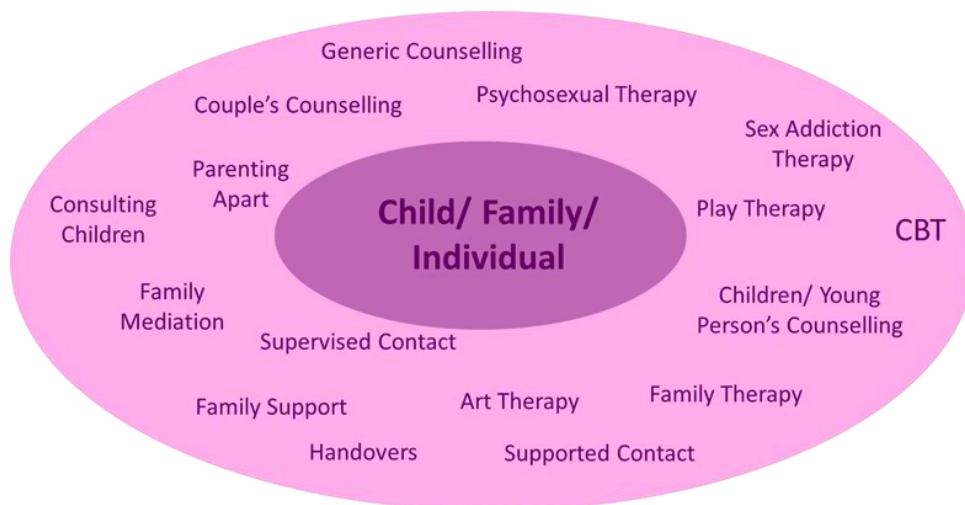 Generic Counselling
Couple's Counselling
Psychosexual Therapy
Sex Addiction
Therapy
Parenting
Apart
Consulting
Children
Child/ Family/
Individual
Play Therapy
CBT
Family
Mediation
Children/ Young
Person's Counselling
Supervised Contact
Family Support
Art Therapy
Family Therapy
Handovers
Supported Contact